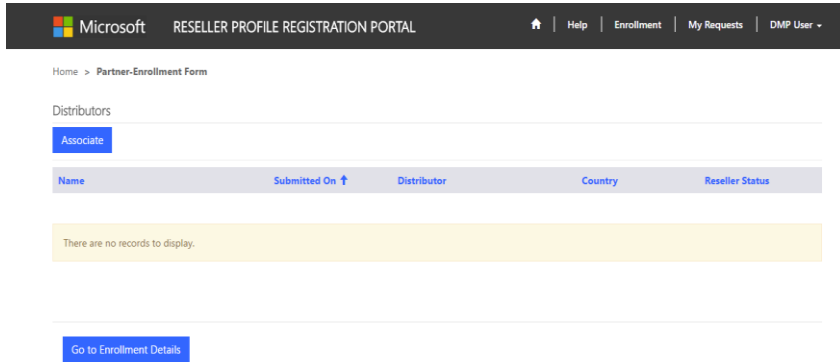 Microsoft RESELLER PROFILE REGISTRATION PORTAL Help Enrollment My Requests DMP User
Home > Partner-Enrollment Form
Distributors
Associate
Name Submitted On Distributor Country Reseller Status
There are no records to display.
Go to Enrollment Details